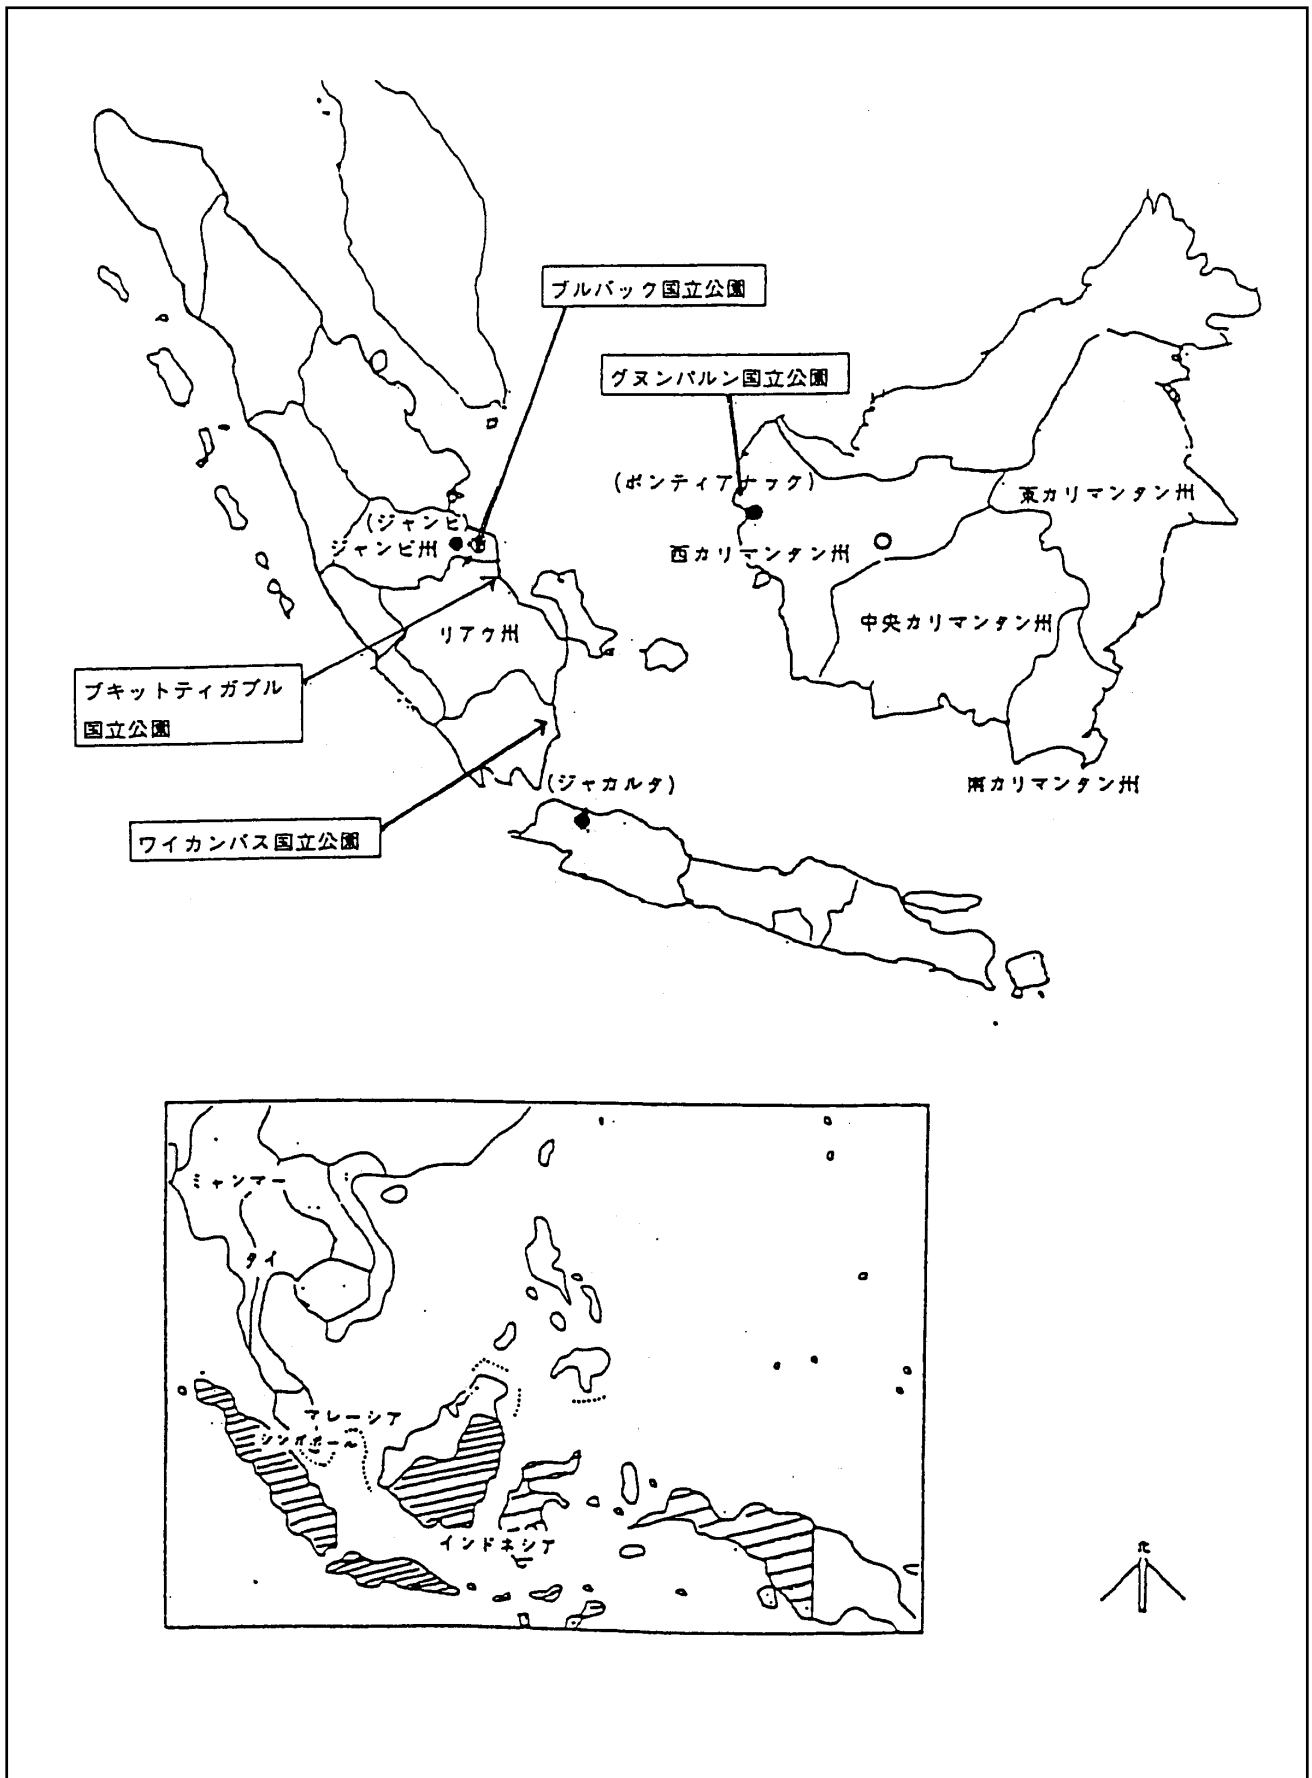 ブルバック国立公園
グヌンパルン国立公園
(ポンティアナック)
東カリマンタン州
(ジャンビ)
ジャンビ州
西カリマンタン州
リアウ州
中央カリマンタン州
ブキットティガブル
国立公園
(ジャカルタ)
南カリマンタン州
ワイカンバス国立公園
ミャンマー
タイ
マレーシア
シンガポール
インドネシア
北